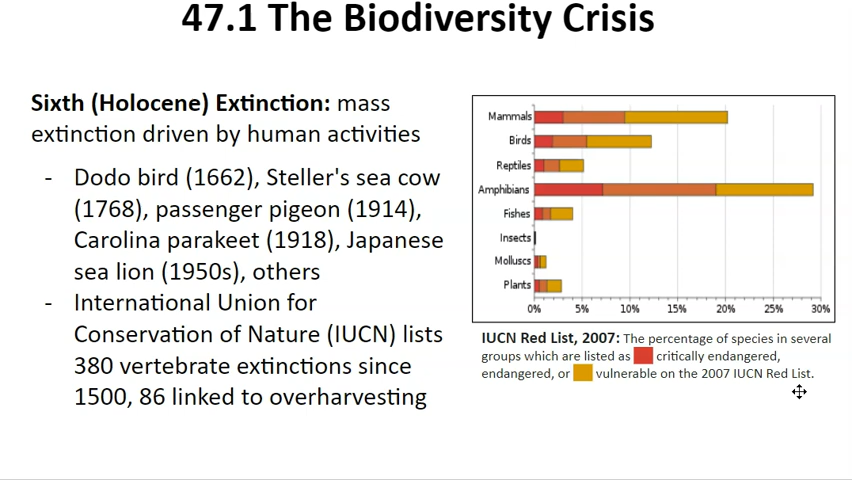 47.1 The Biodiversity Crisis
Sixth (Holocene) Extinction: mass
extinction driven by human activities
- Dodo bird (1662), Steller's sea cow
(1768), passenger pigeon (1914),
Carolina parakeet (1918), Japanese
sea lion (1950s), others
- International Union for
Conservation of Nature (IUCN) lists
380 vertebrate extinctions since
1500, 86 linked to overharvesting
Mammals
Birds
Reptiles
Amphibians
Fishes
Insects
Molluscs
Plants
0% 5% 10% 15% 20% 25% 30%
IUCN Red List, 2007: The percentage of species in several
groups which are listed as critically endangered,
endangered, or vulnerable on the 2007 IUCN Red List.